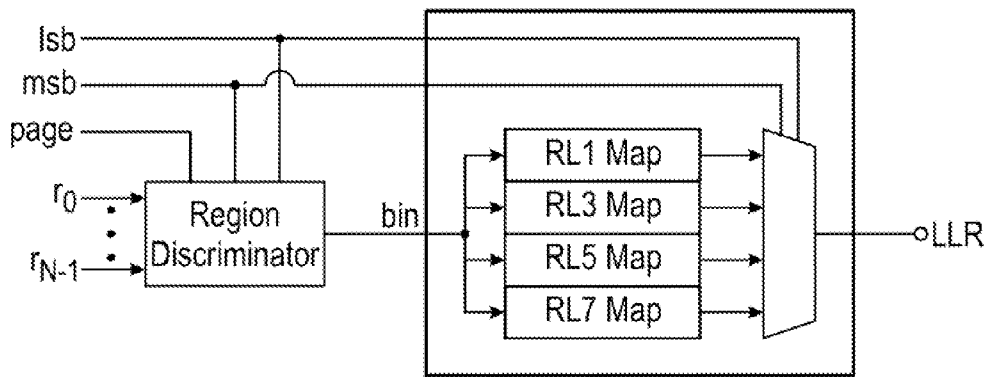 lsb
msb
page
r0
rN-1
Region
Discriminator
bin
RL1 Map
RL3 Map
RL5 Map
RL7 Map
LLR